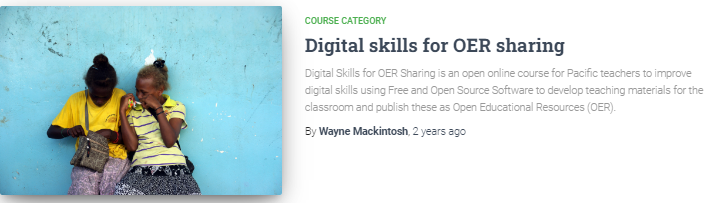 COURSE CATEGORY
Digital skills for OER sharing
Digital Skills for OER Sharing is an open online course for Pacific teachers to improve
digital skills using Free and Open Source Software to develop teaching materials for the
classroom and publish these as Open Educational Resources (OER).
By Wayne Mackintosh, 2 years ago